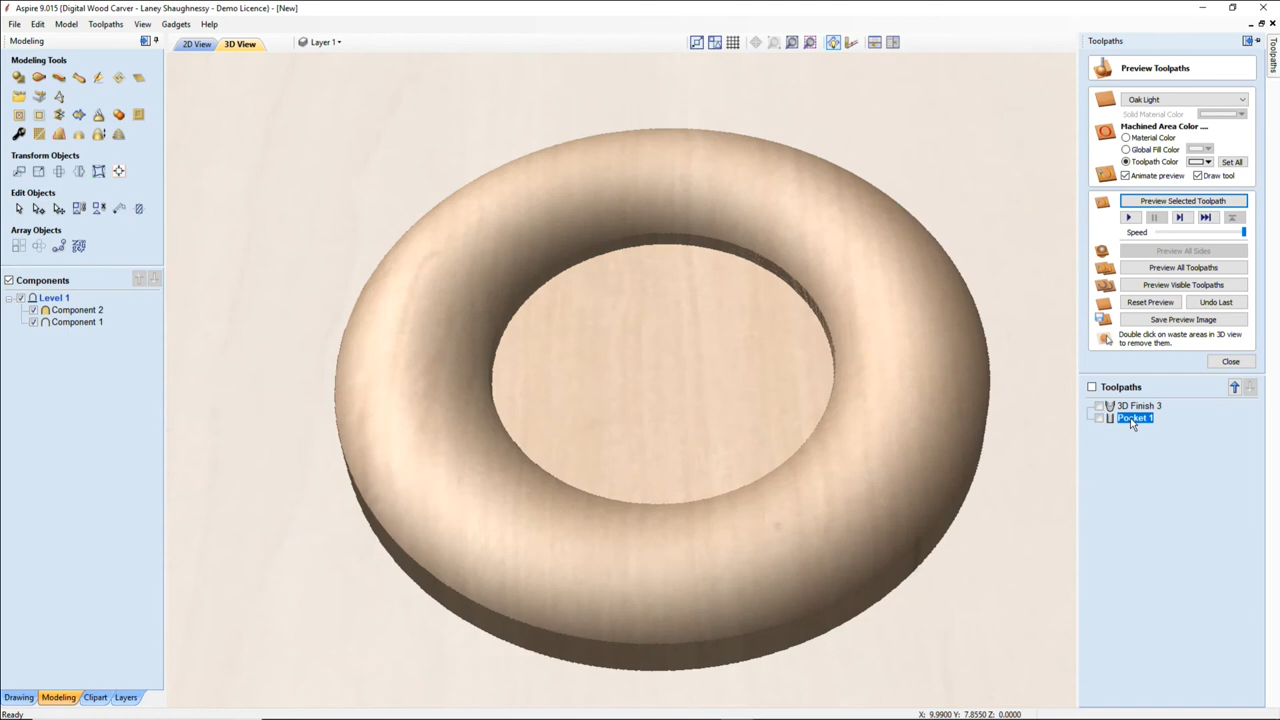 Aspire 9.015 (Digital Wood Carver - Laney Shaughnessy - Demo Licence) - [New]
File Edit Model Toolpaths View Gadgets Help
Modeling
2D View 3D View Layer 1
Toolpaths
Toolpaths
Modeling Tools
Transform Objects
Edit Objects
Array Objects
Components
Level 1
Component 2
Component 1
Preview Toolpaths
Oak Light
Solid Material Color
Machined Area Color ....
Material Color
Global Fill Color
Toolpath Color Set All
Animate preview Draw tool
Preview Selected Toolpath
Speed
Preview All Sides
Preview All Toolpaths
Preview Visible Toolpaths
Reset Preview Undo Last
Save Preview Image
Double click on waste areas in 3D view
to remove them.
Close
Toolpaths
3D Finish 3
Pocket 1
Drawing Modeling Clipart Layers
Ready X: 9.9900 Y: 7.8550 Z: 0.0000